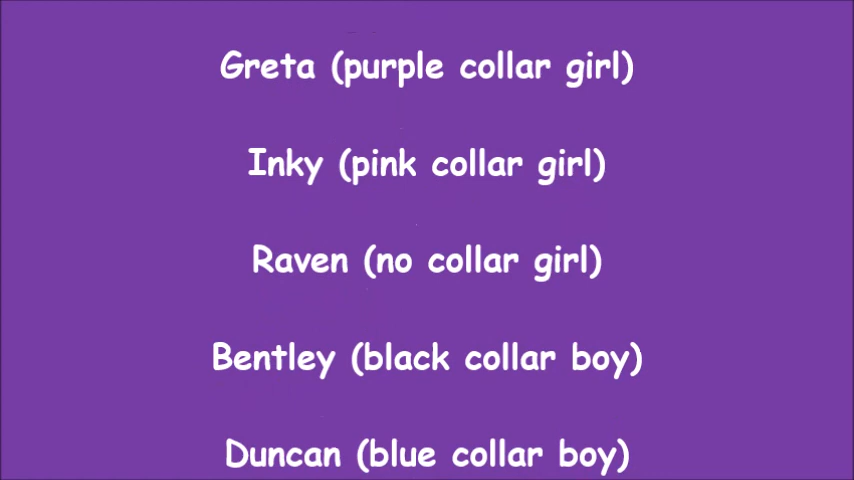 Greta (purple collar girl)
Inky (pink collar girl)
Raven (no collar girl)
Bentley (black collar boy)
Duncan (blue collar boy)